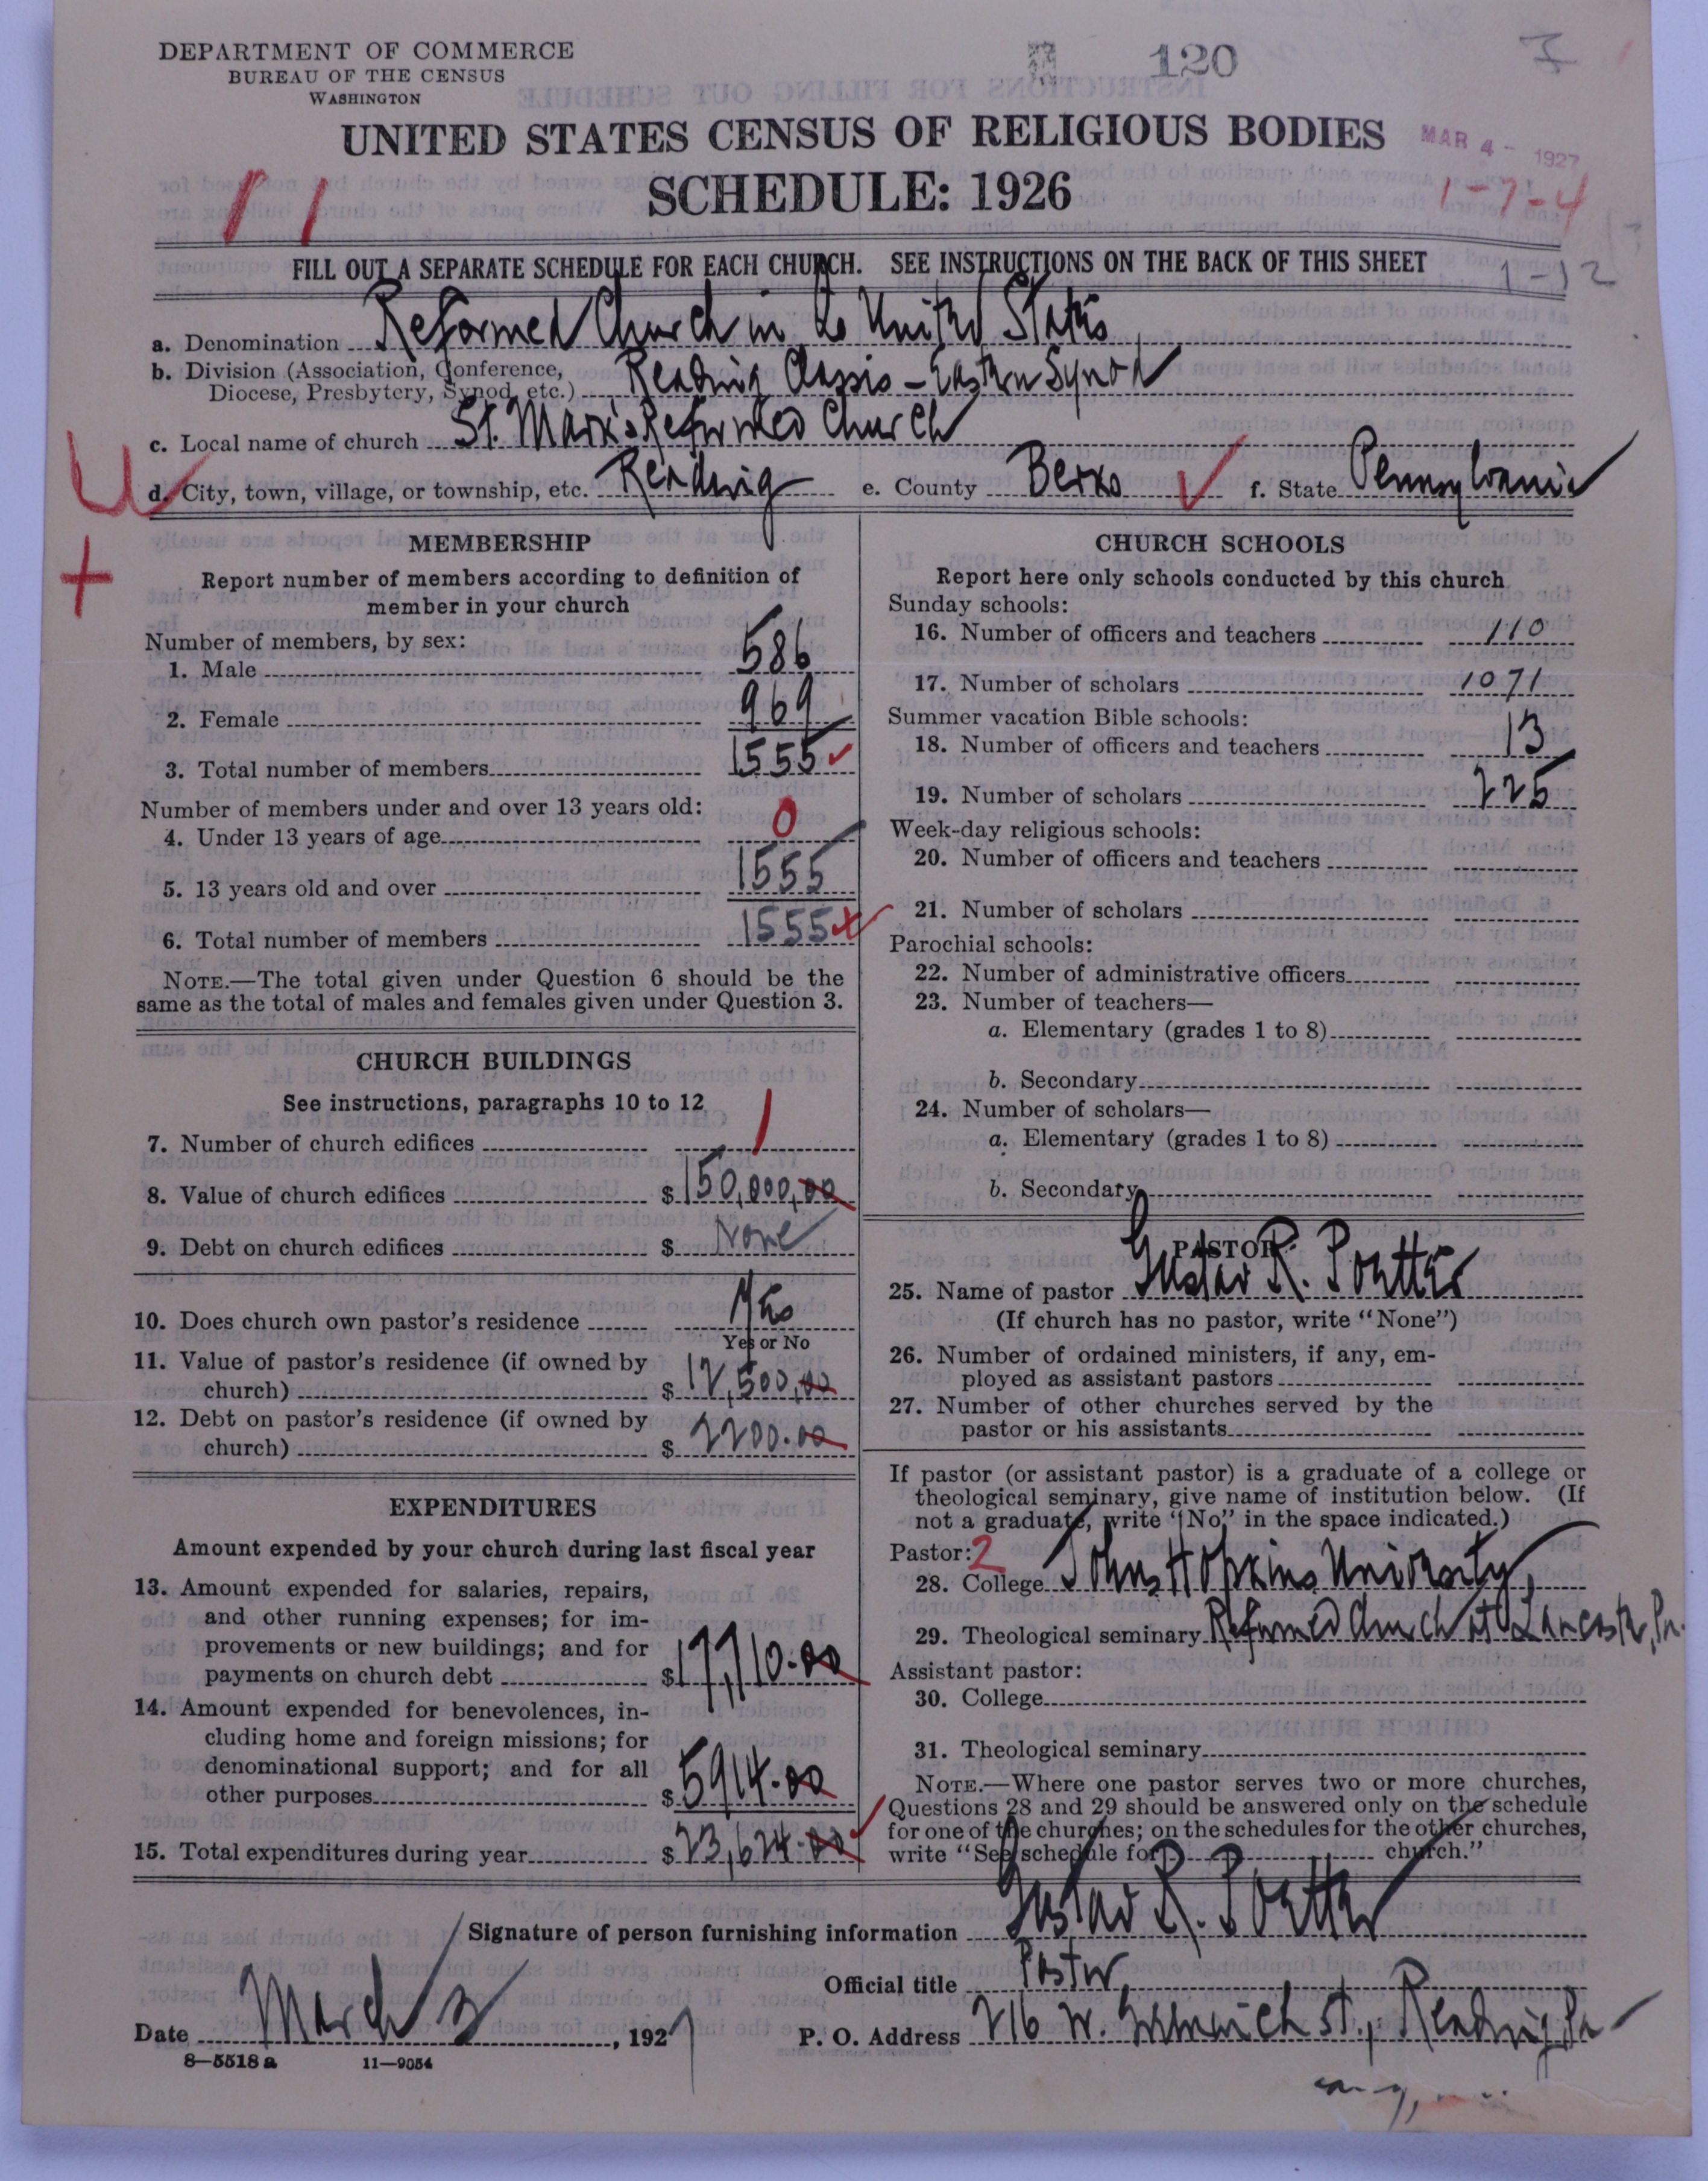 DEPARTMENT OF COMMERCE
BUREAU OF THE CENSUS
WASHINGTON
120
UNITED STATES CENSUS OF RELIGIOUS BODIES
MAR 4 - 1927
SCHEDULE: 1926
1-7-4
11
FILL OUT A SEPARATE SCHEDULE FOR EACH CHURCH. SEE INSTRUCTIONS ON THE BACK OF THIS SHEET
1-12
a. Denomination Reformed Church in the United States
b. Division (Association, Conference,
Diocese, Presbytery, Synod, etc.) Reading Classis - Eastern Synod
c. Local name of church St. Mark's Reformed Church
d. City, town, village, or township, etc. Reading e. County Berks f. State Pennsylvania
MEMBERSHIP
Report number of members according to definition of
member in your church
Number of members, by sex:
1. Male 586
2. Female 969
3. Total number of members 1555
Number of members under and over 13 years old:
4. Under 13 years of age 0
5. 13 years old and over 1555
6. Total number of members 1555
NOTE.—The total given under Question 6 should be the
same as the total of males and females given under Question 3.
CHURCH BUILDINGS
See instructions, paragraphs 10 to 12
7. Number of church edifices 1
8. Value of church edifices $ 150,000,00
9. Debt on church edifices $ None
10. Does church own pastor's residence Yes
Yes or No
11. Value of pastor's residence (if owned by
church) $ 12,500,00
12. Debt on pastor's residence (if owned by
church) $ 2200.00
EXPENDITURES
Amount expended by your church during last fiscal year
13. Amount expended for salaries, repairs,
and other running expenses; for im-
provements or new buildings; and for
payments on church debt $ 17,710.00
14. Amount expended for benevolences, in-
cluding home and foreign missions; for
denominational support; and for all
other purposes $ 5914.00
15. Total expenditures during year $ 23,624.00
CHURCH SCHOOLS
Report here only schools conducted by this church
Sunday schools:
16. Number of officers and teachers 110
17. Number of scholars 1071
Summer vacation Bible schools:
18. Number of officers and teachers 13
19. Number of scholars 225
Week-day religious schools:
20. Number of officers and teachers
21. Number of scholars
Parochial schools:
22. Number of administrative officers
23. Number of teachers—
a. Elementary (grades 1 to 8)
b. Secondary
24. Number of scholars—
a. Elementary (grades 1 to 8)
b. Secondary
PASTOR
25. Name of pastor Gustav R. Poetter
(If church has no pastor, write "None")
26. Number of ordained ministers, if any, em-
ployed as assistant pastors
27. Number of other churches served by the
pastor or his assistants
If pastor (or assistant pastor) is a graduate of a college or
theological seminary, give name of institution below. (If
not a graduate, write "No" in the space indicated.)
Pastor: 2
28. College Johns Hopkins University,
29. Theological seminary Reformed Church at Lancaster, Pa.
Assistant pastor:
30. College
31. Theological seminary
NOTE.—Where one pastor serves two or more churches,
Questions 28 and 29 should be answered only on the schedule
for one of the churches; on the schedules for the other churches,
write "See schedule for church."
Signature of person furnishing information Gustav R. Poetter
Official title Pastor,
Date March 3, 1927 P. O. Address 216 W. Greenwich St., Reading, Pa
8—5518 a 11—9054